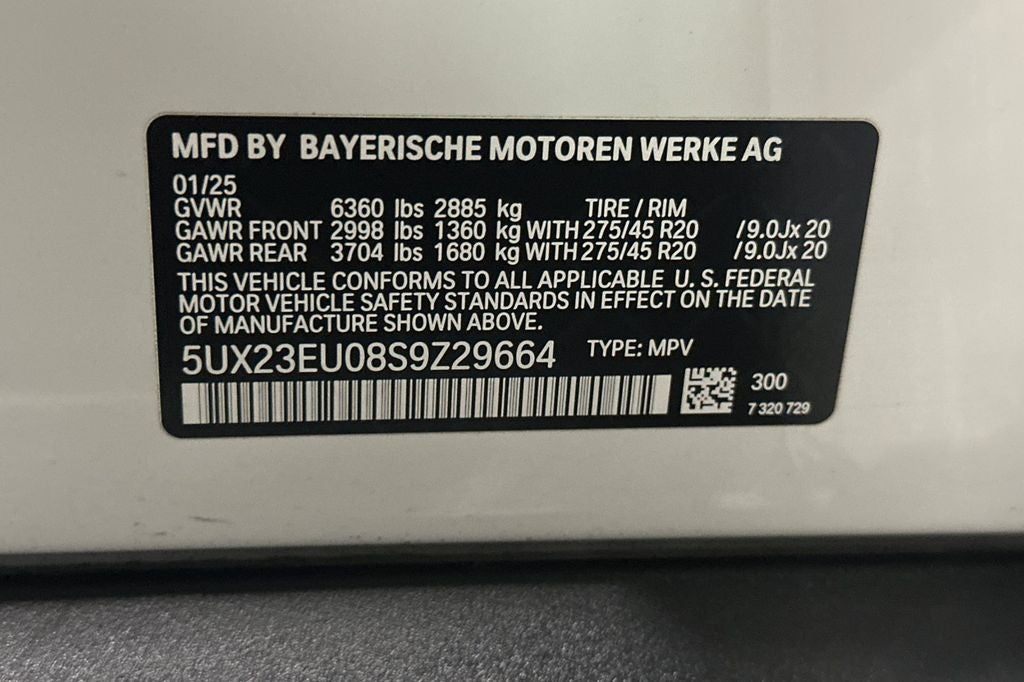 MFD BY BAYERISCHE MOTOREN WERKE AG
01/25
GVWR 6360 lbs 2885 kg TIRE / RIM
GAWR FRONT 2998 lbs 1360 kg WITH 275/45 R20 /9.0Jx 20
GAWR REAR 3704 lbs 1680 kg WITH 275/45 R20 /9.0Jx 20
THIS VEHICLE CONFORMS TO ALL APPLICABLE U. S. FEDERAL
MOTOR VEHICLE SAFETY STANDARDS IN EFFECT ON THE DATE
OF MANUFACTURE SHOWN ABOVE.
5UX23EU08S9Z29664 TYPE: MPV
300
7 320 729